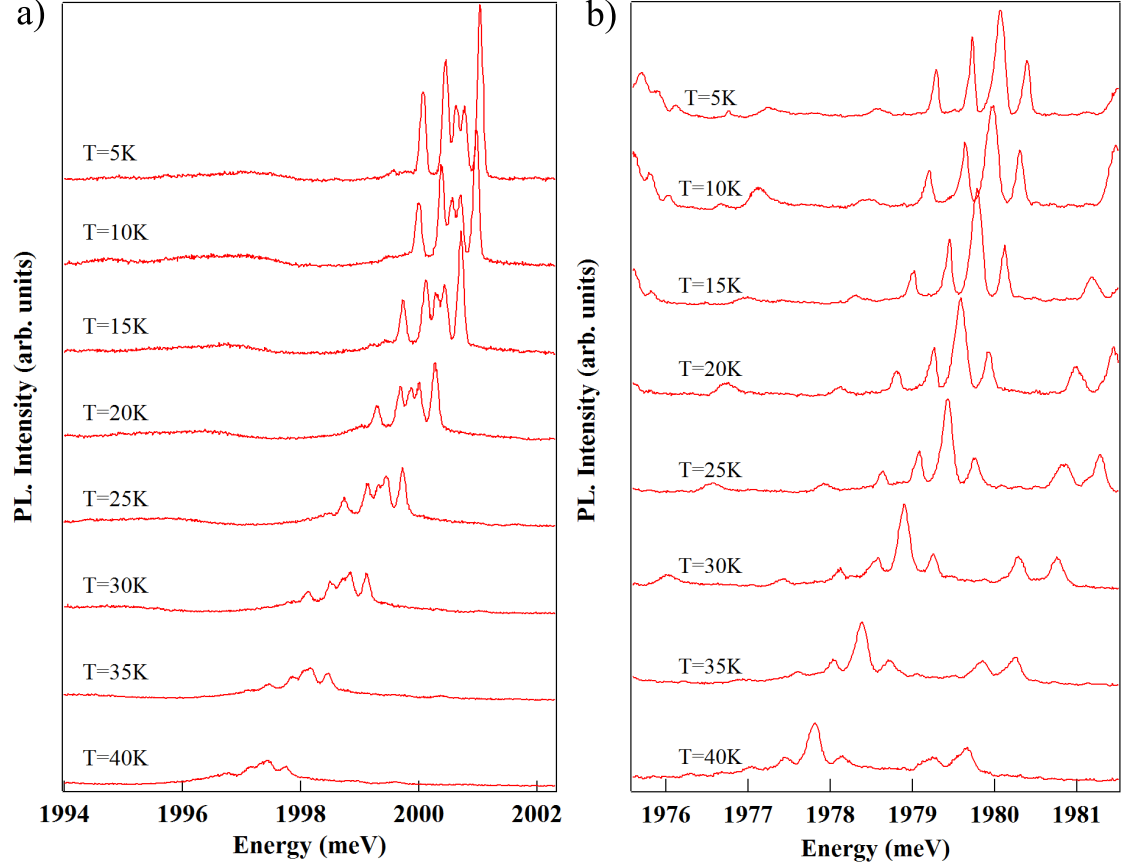 a)
PL. Intensity (arb. units)
T=5K
T=10K
T=15K
T=20K
T=25K
T=30K
T=35K
T=40K
1994 1996 1998 2000 2002
Energy (meV)
b)
PL. Intensity (arb. units)
T=5K
T=10K
T=15K
T=20K
T=25K
T=30K
T=35K
T=40K
1976 1977 1978 1979 1980 1981
Energy (meV)